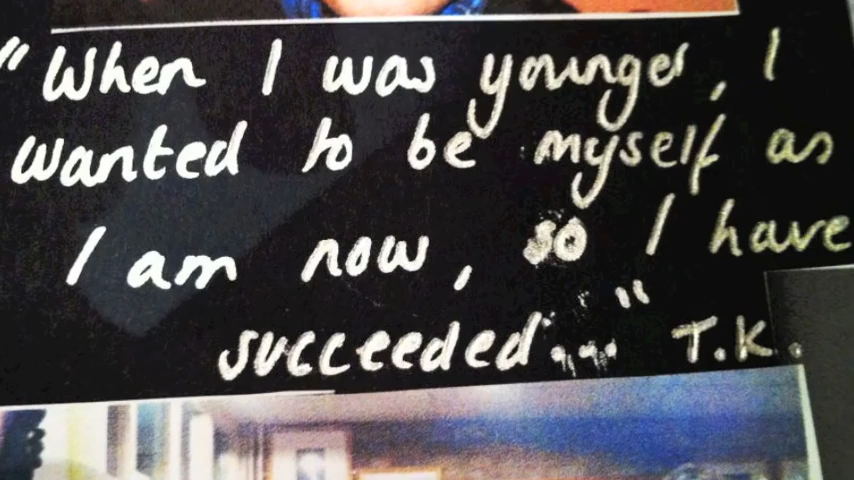 "When I was younger, I
wanted to be myself as
I am now, so I have
succeeded..." T.K.